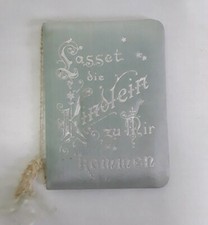 Lasset
die
Kindlein
zu mir
kommen